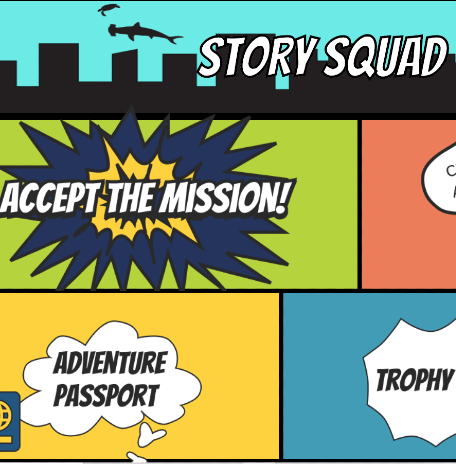 STORY SQUAD
ACCEPT THE MISSION!
ADVENTURE
PASSPORT
TROPHY